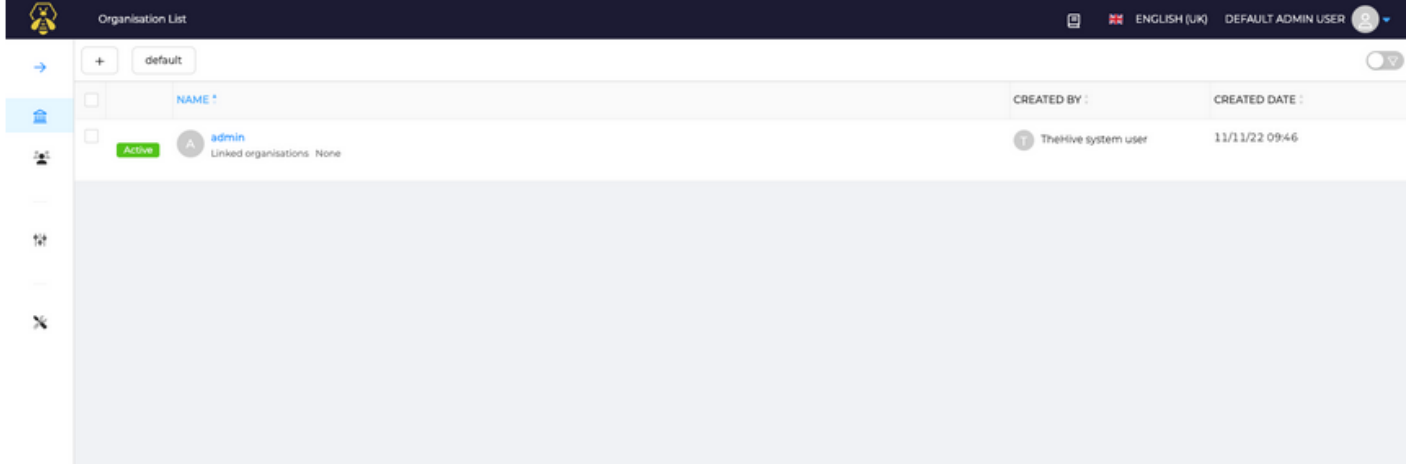 Organisation List ENGLISH (UK) DEFAULT ADMIN USER
+ default
NAME CREATED BY CREATED DATE
Active A admin T TheHive system user 11/11/22 09:46
Linked organisations None